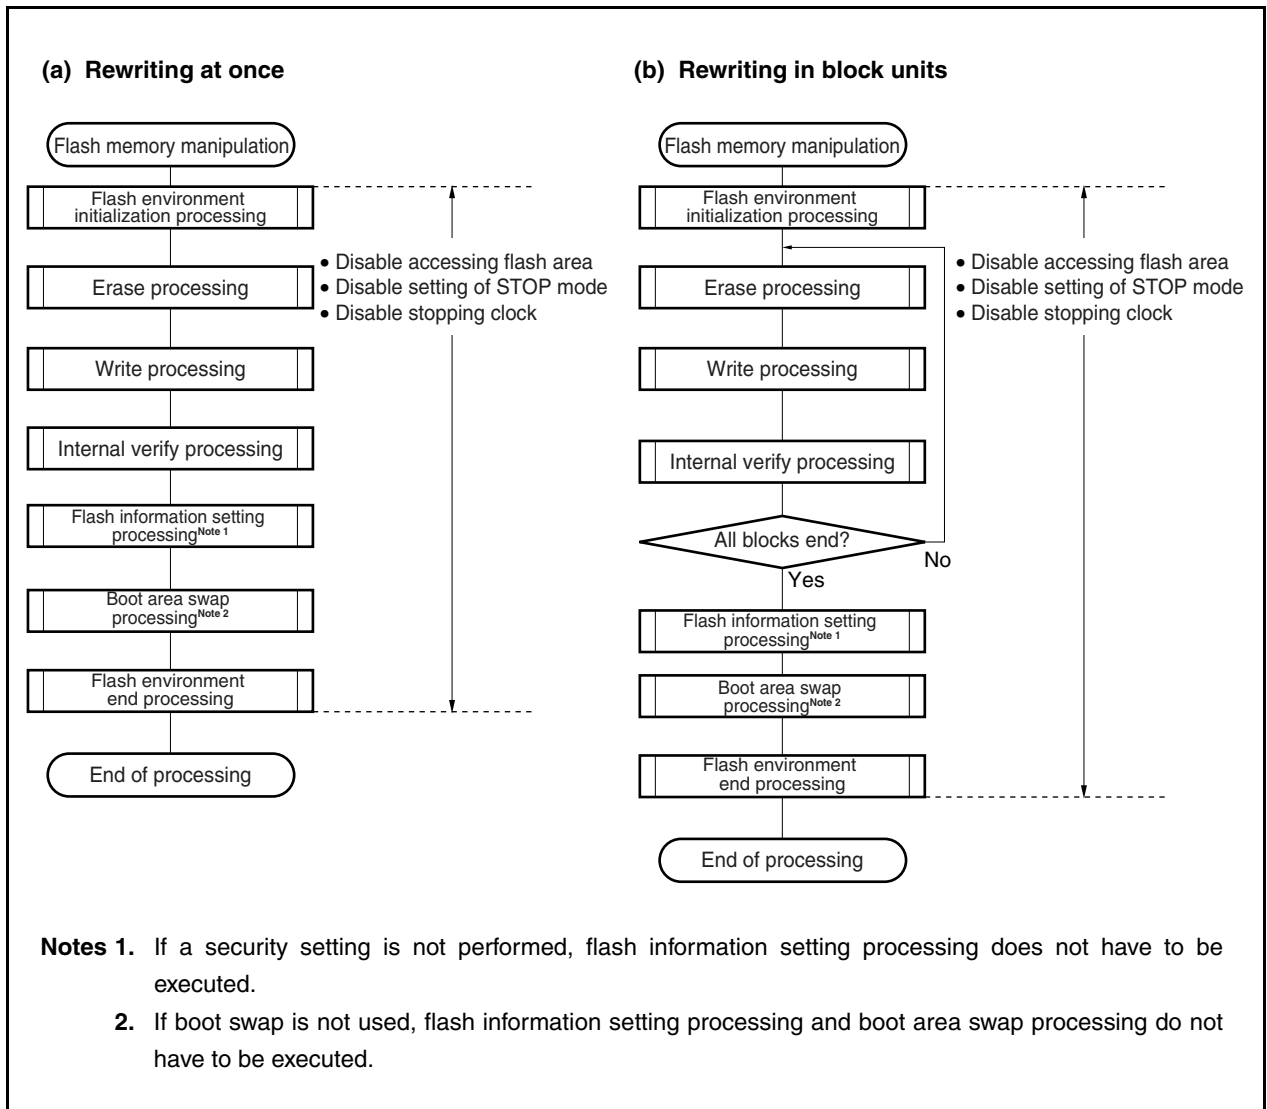 (a) Rewriting at once
Flash memory manipulation
Flash environment
initialization processing
• Disable accessing flash area
• Disable setting of STOP mode
• Disable stopping clock
Erase processing
Write processing
Internal verify processing
Flash information setting
processingNote 1
Boot area swap
processingNote 2
Flash environment
end processing
End of processing
(b) Rewriting in block units
Flash memory manipulation
Flash environment
initialization processing
• Disable accessing flash area
• Disable setting of STOP mode
• Disable stopping clock
Erase processing
Write processing
Internal verify processing
All blocks end?
No
Yes
Flash information setting
processingNote 1
Boot area swap
processingNote 2
Flash environment
end processing
End of processing
Notes 1. If a security setting is not performed, flash information setting processing does not have to be
executed.
2. If boot swap is not used, flash information setting processing and boot area swap processing do not
have to be executed.